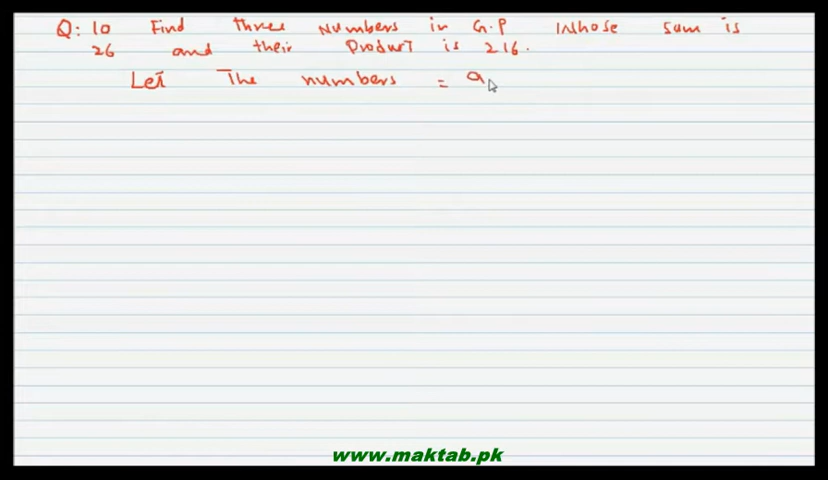 Q: 10 Find three numbers in G.P whose sum is
26 and their Product is 216.
Let The numbers = a
www.maktab.pk